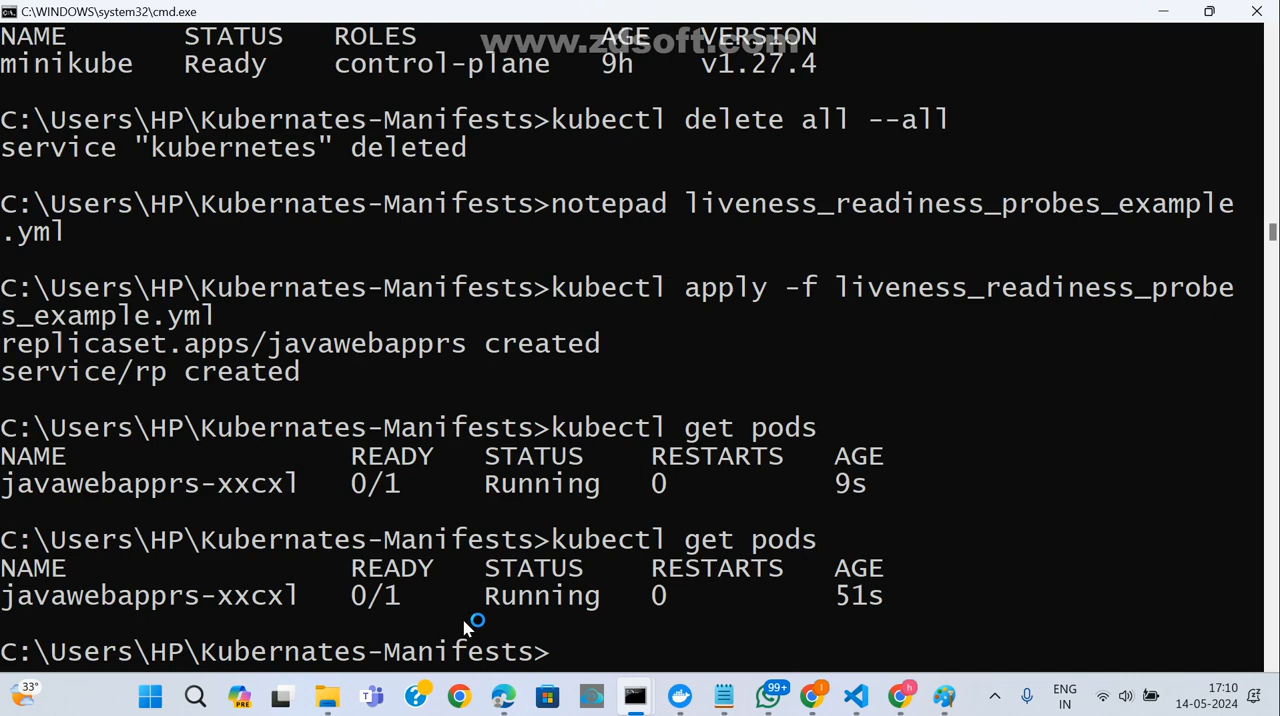 C:\WINDOWS\system32\cmd.exe
www.zdsoft.com
NAME STATUS ROLES AGE VERSION
minikube Ready control-plane 9h v1.27.4
C:\Users\HP\Kubernates-Manifests>kubectl delete all --all
service "kubernetes" deleted
C:\Users\HP\Kubernates-Manifests>notepad liveness_readiness_probes_example
.yml
C:\Users\HP\Kubernates-Manifests>kubectl apply -f liveness_readiness_probe
s_example.yml
replicaset.apps/javawebapprs created
service/rp created
C:\Users\HP\Kubernates-Manifests>kubectl get pods
NAME READY STATUS RESTARTS AGE
javawebapprs-xxcxl 0/1 Running 0 9s
C:\Users\HP\Kubernates-Manifests>kubectl get pods
NAME READY STATUS RESTARTS AGE
javawebapprs-xxcxl 0/1 Running 0 51s
C:\Users\HP\Kubernates-Manifests>
33°
PRE
99+
ENG
IN
17:10
14-05-2024